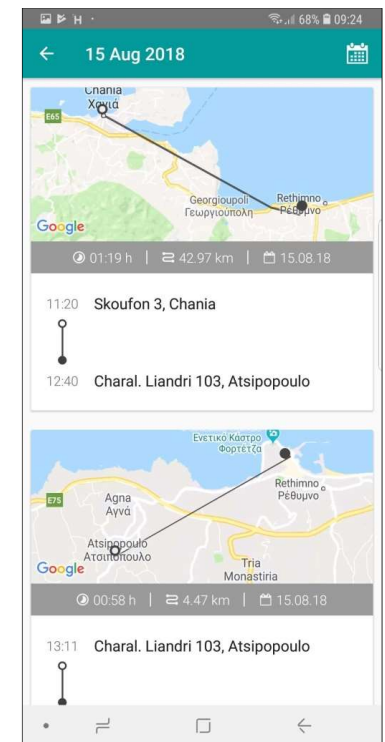 H 68% 09:24
15 Aug 2018
Chania
Χανιά
E65
Georgioupoli
Γεωργιούπολη
Rethimno
Ρέθυμνο
Google
01:19 h | 42.97 km | 15.08.18
11:20 Skoufon 3, Chania
12:40 Charal. Liandri 103, Atsipopoulo
Ενετικό Κάστρο
Φορτέτζα
Rethimno
Ρέθυμνο
E75
Agna
Αγνά
Atsipopoulo
Ατσιπόπουλο
Google
Tria
Monastiria
00:58 h | 4.47 km | 15.08.18
13:11 Charal. Liandri 103, Atsipopoulo